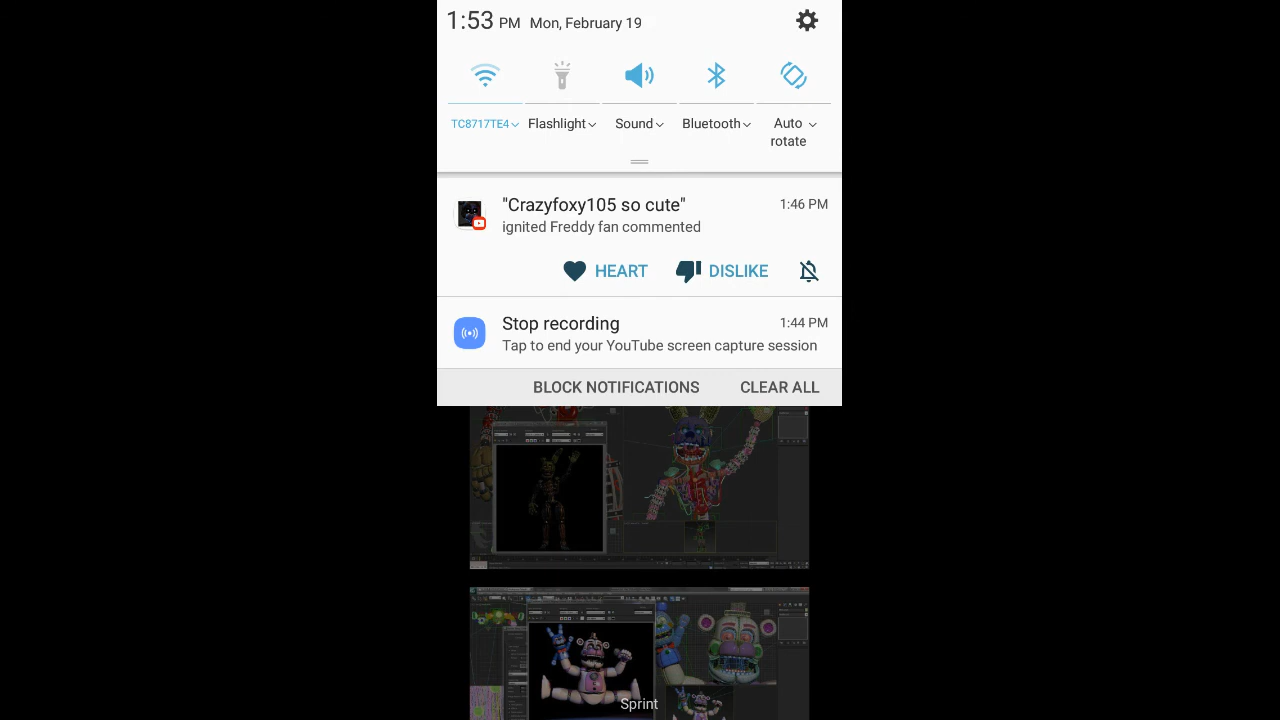 1:53 PM Mon, February 19
TC8717TE4 Flashlight Sound Bluetooth Auto rotate
"Crazyfoxy105 so cute" 1:46 PM
ignited Freddy fan commented
HEART DISLIKE
Stop recording 1:44 PM
Tap to end your YouTube screen capture session
BLOCK NOTIFICATIONS CLEAR ALL
Sprint